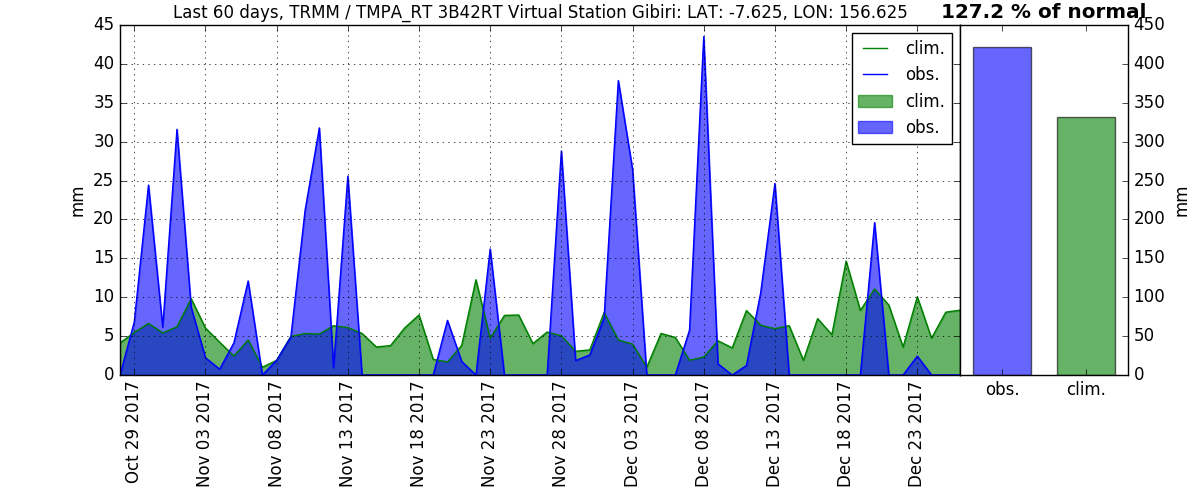 Last 60 days, TRMM / TMPA_RT 3B42RT Virtual Station Gibiri: LAT: -7.625, LON: 156.625
127.2 % of normal
45
40
35
30
25
20
15
10
5
0
mm
clim.
obs.
clim.
obs.
Oct 29 2017
Nov 03 2017
Nov 08 2017
Nov 13 2017
Nov 18 2017
Nov 23 2017
Nov 28 2017
Dec 03 2017
Dec 08 2017
Dec 13 2017
Dec 18 2017
Dec 23 2017
450
400
350
300
250
200
150
100
50
0
mm
obs.
clim.